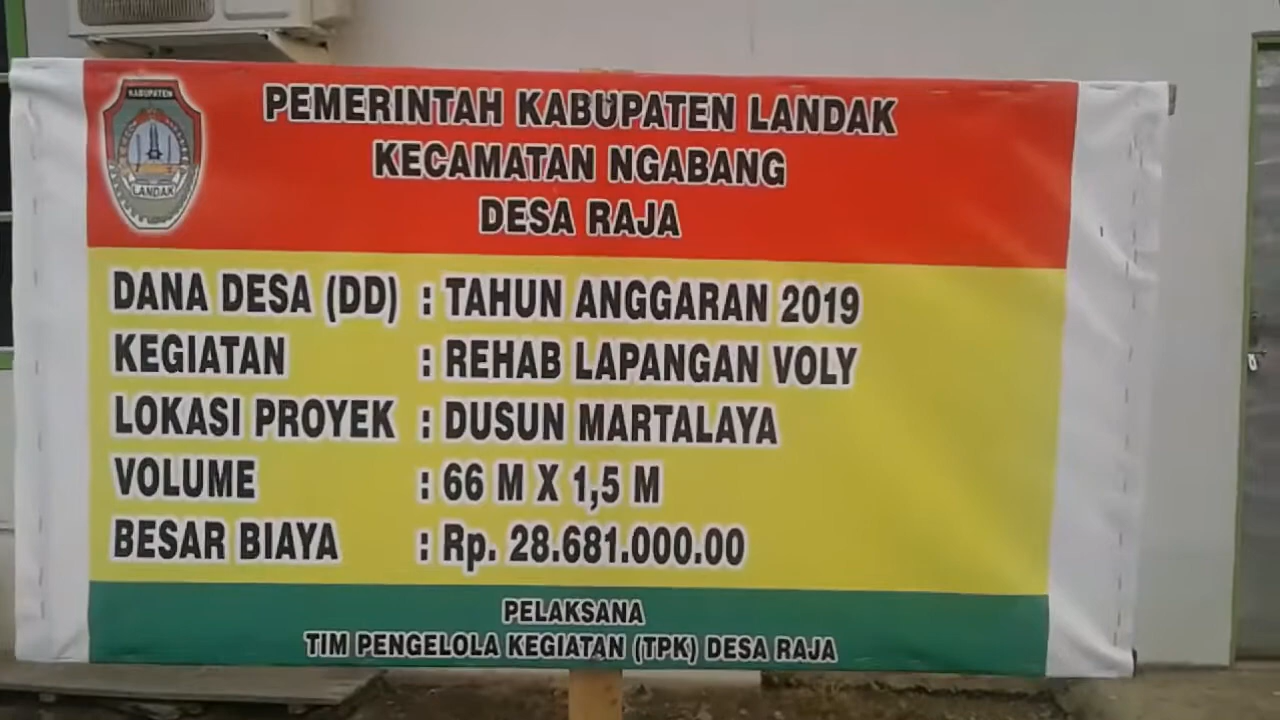 KABUPATEN
LANDAK
PEMERINTAH KABUPATEN LANDAK
KECAMATAN NGABANG
DESA RAJA
DANA DESA (DD) : TAHUN ANGGARAN 2019
KEGIATAN : REHAB LAPANGAN VOLY
LOKASI PROYEK : DUSUN MARTALAYA
VOLUME : 66 M X 1,5 M
BESAR BIAYA : Rp. 28.681.000.00
PELAKSANA
TIM PENGELOLA KEGIATAN (TPK) DESA RAJA